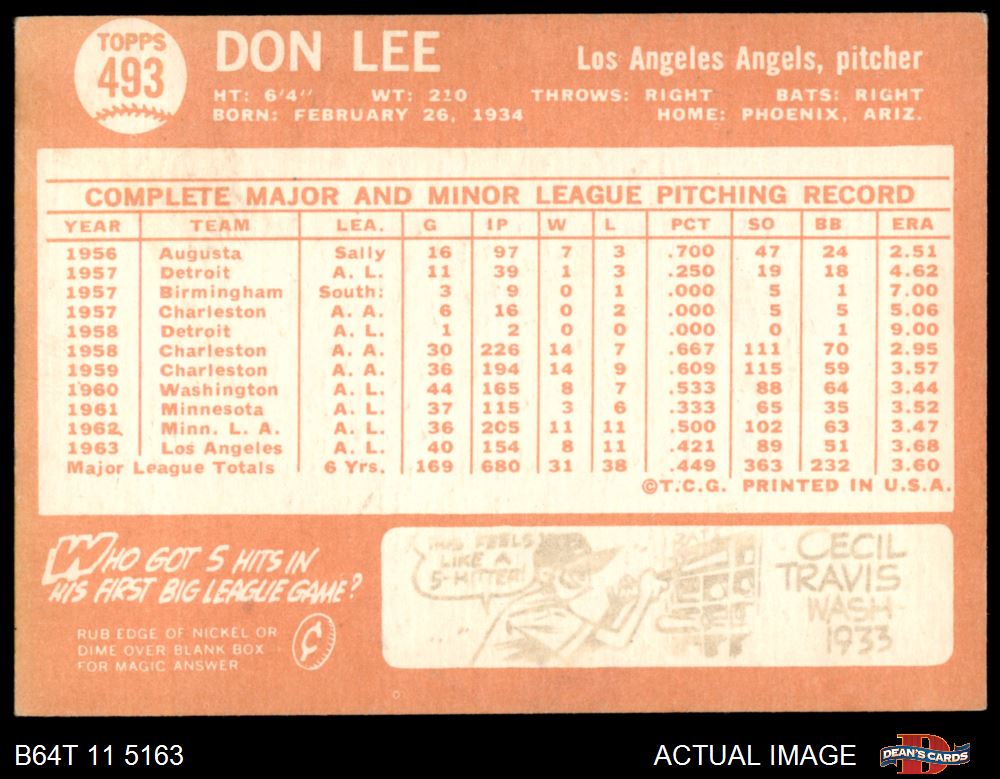 TOPPS
493
DON LEE
Los Angeles Angels, pitcher
HT: 6'4" WT: 210 THROWS: RIGHT BATS: RIGHT
BORN: FEBRUARY 26, 1934 HOME: PHOENIX, ARIZ.
COMPLETE MAJOR AND MINOR LEAGUE PITCHING RECORD
YEAR TEAM LEA. G IP W L PCT SO BB ERA
1956 Augusta Sally 16 97 7 3 .700 47 24 2.51
1957 Detroit A. L. 11 39 1 3 .250 19 18 4.62
1957 Birmingham South: 3 9 0 1 .000 5 1 7.00
1957 Charleston A. A. 6 16 0 2 .000 5 5 5.06
1958 Detroit A. L. 1 2 0 0 .000 0 1 9.00
1958 Charleston A. A. 30 226 14 7 .667 111 70 2.95
1959 Charleston A. A. 36 194 14 9 .609 115 59 3.57
1960 Washington A. L. 44 165 8 7 .533 88 64 3.44
1961 Minnesota A. L. 37 115 3 6 .333 65 35 3.52
1962 Minn. L. A. A. L. 36 205 11 11 .500 102 63 3.47
1963 Los Angeles A. L. 40 154 8 11 .421 89 51 3.68
Major League Totals 6 Yrs. 169 680 31 38 .449 363 232 3.60
©T.C.G. PRINTED IN U.S.A.
WHO GOT 5 HITS IN
HIS FIRST BIG LEAGUE GAME?
RUB EDGE OF NICKEL OR
DIME OVER BLANK BOX
FOR MAGIC ANSWER
FEELS
LIKE A
5-HITTER!
CECIL
TRAVIS
WASH
1933
B64T 11 5163
ACTUAL IMAGE
DEAN'S CARDS